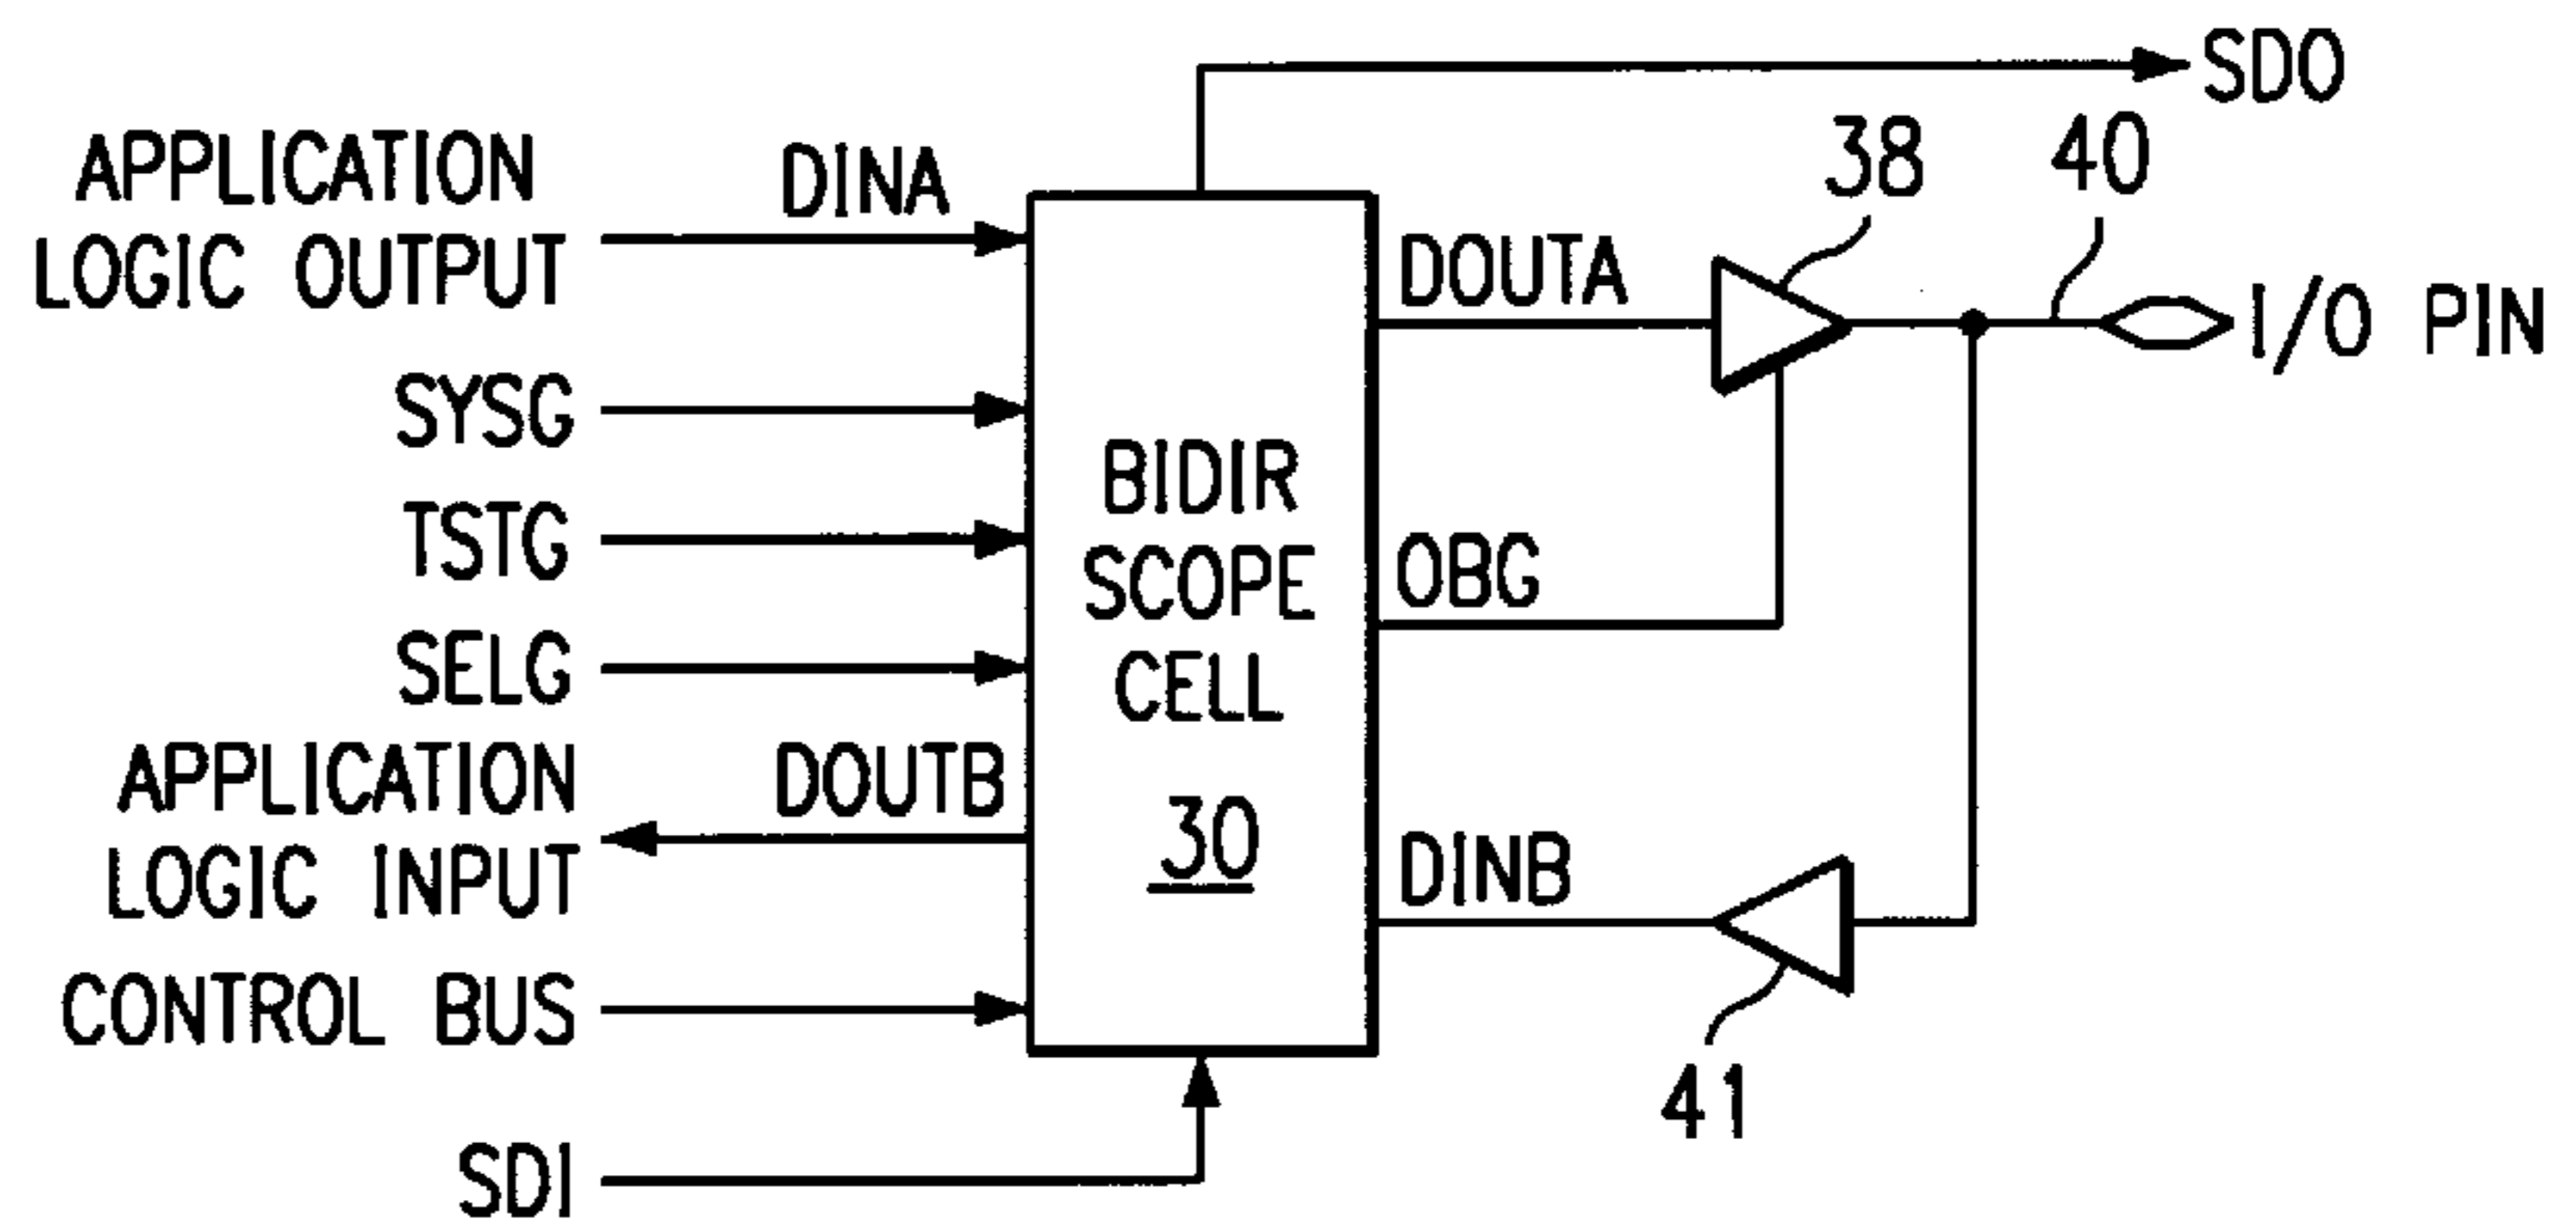 SDO
38
40
APPLICATION
LOGIC OUTPUT
DINA
DOUTA
I/O PIN
SYSG
TSTG
SELG
BIDIR
SCOPE
CELL
30
OBG
APPLICATION
LOGIC INPUT
DOUTB
DINB
CONTROL BUS
41
SDI